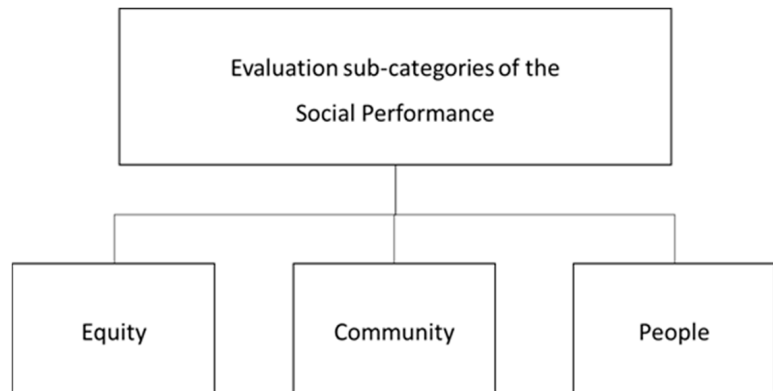 Evaluation sub-categories of the
Social Performance
Equity
Community
People